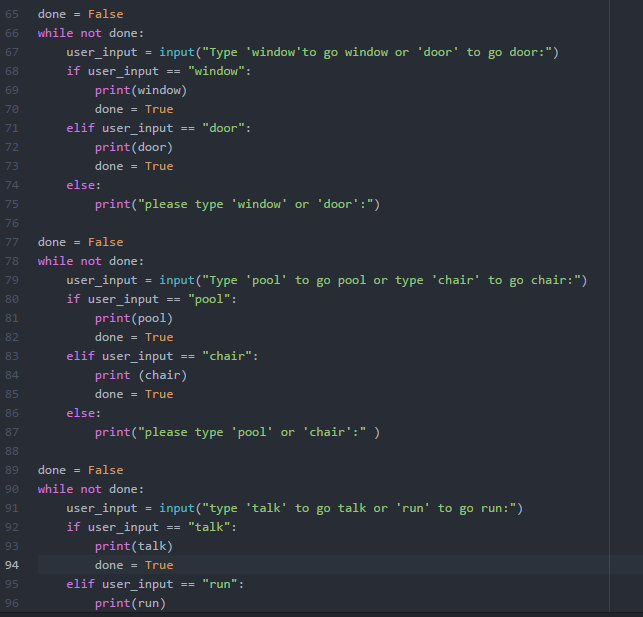 65 done = False
66 while not done:
67     user_input = input("Type 'window'to go window or 'door' to go door:")
68     if user_input == "window":
69         print(window)
70         done = True
71     elif user_input == "door":
72         print(door)
73         done = True
74     else:
75         print("please type 'window' or 'door':")
76
77 done = False
78 while not done:
79     user_input = input("Type 'pool' to go pool or type 'chair' to go chair:")
80     if user_input == "pool":
81         print(pool)
82         done = True
83     elif user_input == "chair":
84         print (chair)
85         done = True
86     else:
87         print("please type 'pool' or 'chair':" )
88
89 done = False
90 while not done:
91     user_input = input("type 'talk' to go talk or 'run' to go run:")
92     if user_input == "talk":
93         print(talk)
94         done = True
95     elif user_input == "run":
96         print(run)